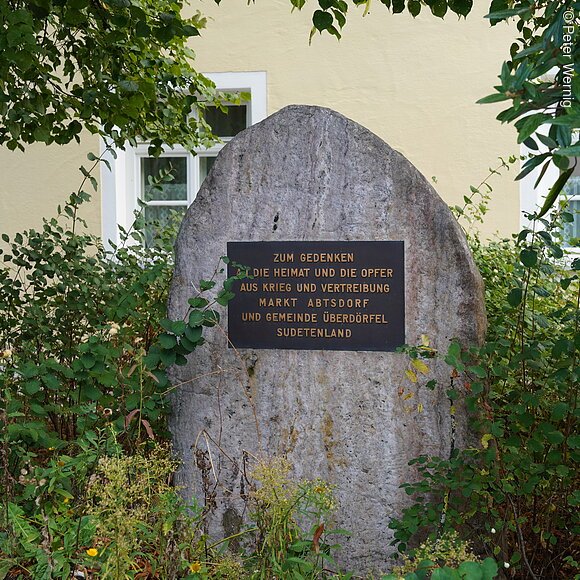 ©Peter Wernig
ZUM GEDENKEN
AN DIE HEIMAT UND DIE OPFER
AUS KRIEG UND VERTREIBUNG
MARKT ABTSDORF
UND GEMEINDE ÜBERDÖRFEL
SUDETENLAND